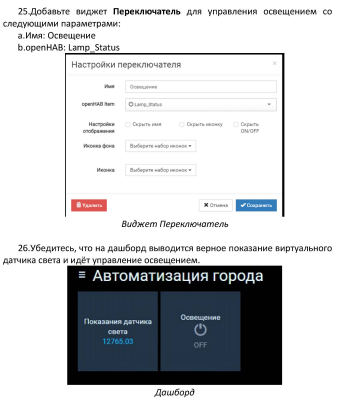 25.Добавьте виджет Переключатель для управления освещением со
следующими параметрами:
a.Имя: Освещение
b.openHAB: Lamp_Status
Настройки переключателя ×
Имя Освещение
openHAB Item Lamp_Status
Настройки отображения Скрыть имя Скрыть иконку Скрыть ON/OFF
Иконка фона Выберите набор иконок
Иконка Выберите набор иконок
Удалить Отмена Сохранить
Виджет Переключатель
26.Убедитесь, что на дашборд выводится верное показание виртуального
датчика света и идёт управление освещением.
≡ Автоматизация города
Показания датчика
света
12765.03
Освещение
OFF
Дашборд